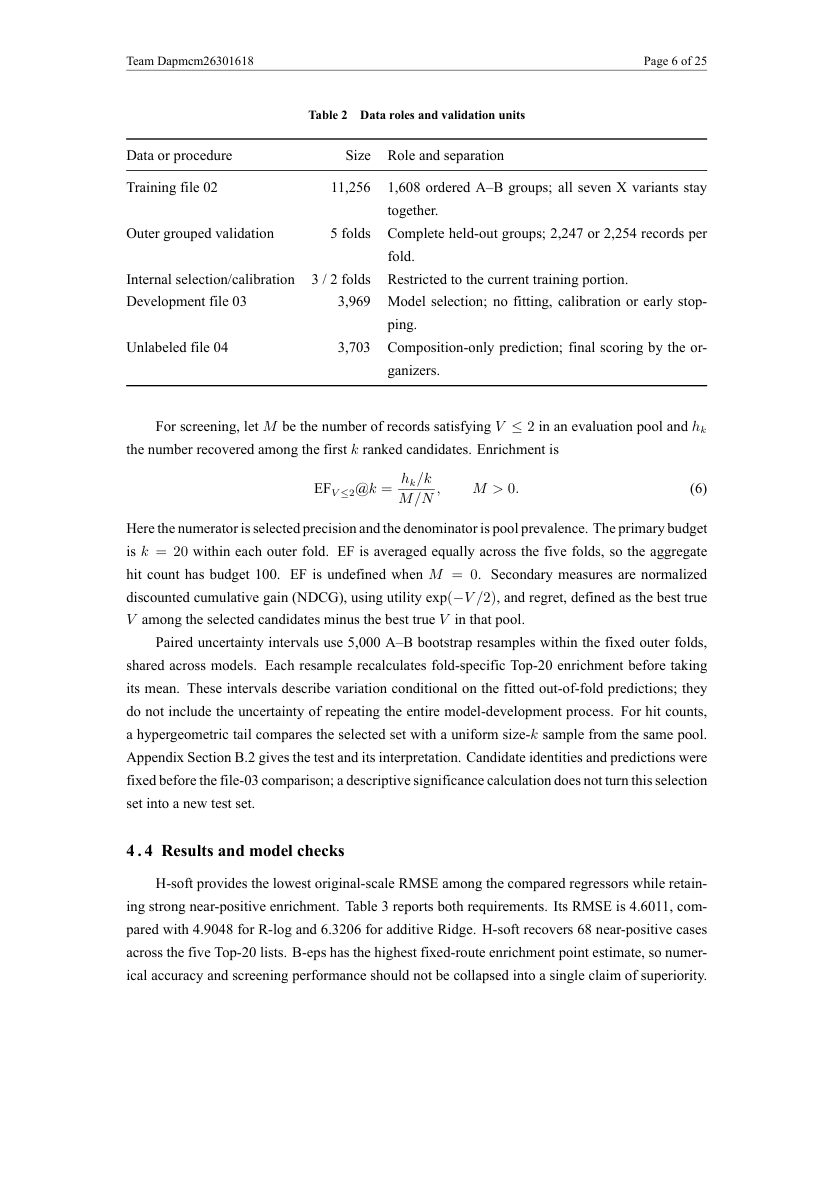 Team Dapmcm26301618 Page 6 of 25
Table 2 Data roles and validation units
Data or procedure Size Role and separation
Training file 02 11,256 1,608 ordered A–B groups; all seven X variants stay
together.
Outer grouped validation 5 folds Complete held-out groups; 2,247 or 2,254 records per
fold.
Internal selection/calibration 3 / 2 folds Restricted to the current training portion.
Development file 03 3,969 Model selection; no fitting, calibration or early stop-
ping.
Unlabeled file 04 3,703 Composition-only prediction; final scoring by the or-
ganizers.
For screening, let M be the number of records satisfying V ≤ 2 in an evaluation pool and h_k
the number recovered among the first k ranked candidates. Enrichment is
EF_{V≤2}@k = \frac{h_k/k}{M/N}, M > 0. (6)
Here the numerator is selected precision and the denominator is pool prevalence. The primary budget
is k = 20 within each outer fold. EF is averaged equally across the five folds, so the aggregate
hit count has budget 100. EF is undefined when M = 0. Secondary measures are normalized
discounted cumulative gain (NDCG), using utility exp(−V/2), and regret, defined as the best true
V among the selected candidates minus the best true V in that pool.
Paired uncertainty intervals use 5,000 A–B bootstrap resamples within the fixed outer folds,
shared across models. Each resample recalculates fold-specific Top-20 enrichment before taking
its mean. These intervals describe variation conditional on the fitted out-of-fold predictions; they
do not include the uncertainty of repeating the entire model-development process. For hit counts,
a hypergeometric tail compares the selected set with a uniform size-k sample from the same pool.
Appendix Section B.2 gives the test and its interpretation. Candidate identities and predictions were
fixed before the file-03 comparison; a descriptive significance calculation does not turn this selection
set into a new test set.
4.4 Results and model checks
H-soft provides the lowest original-scale RMSE among the compared regressors while retain-
ing strong near-positive enrichment. Table 3 reports both requirements. Its RMSE is 4.6011, com-
pared with 4.9048 for R-log and 6.3206 for additive Ridge. H-soft recovers 68 near-positive cases
across the five Top-20 lists. B-eps has the highest fixed-route enrichment point estimate, so numer-
ical accuracy and screening performance should not be collapsed into a single claim of superiority.